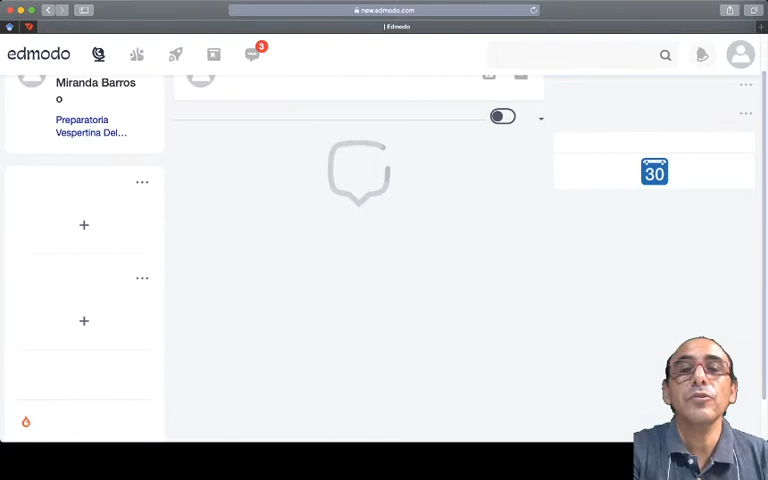 new.edmodo.com
| Edmodo
edmodo
3
Miranda Barros
o
Preparatoria
Vespertina Del...
30